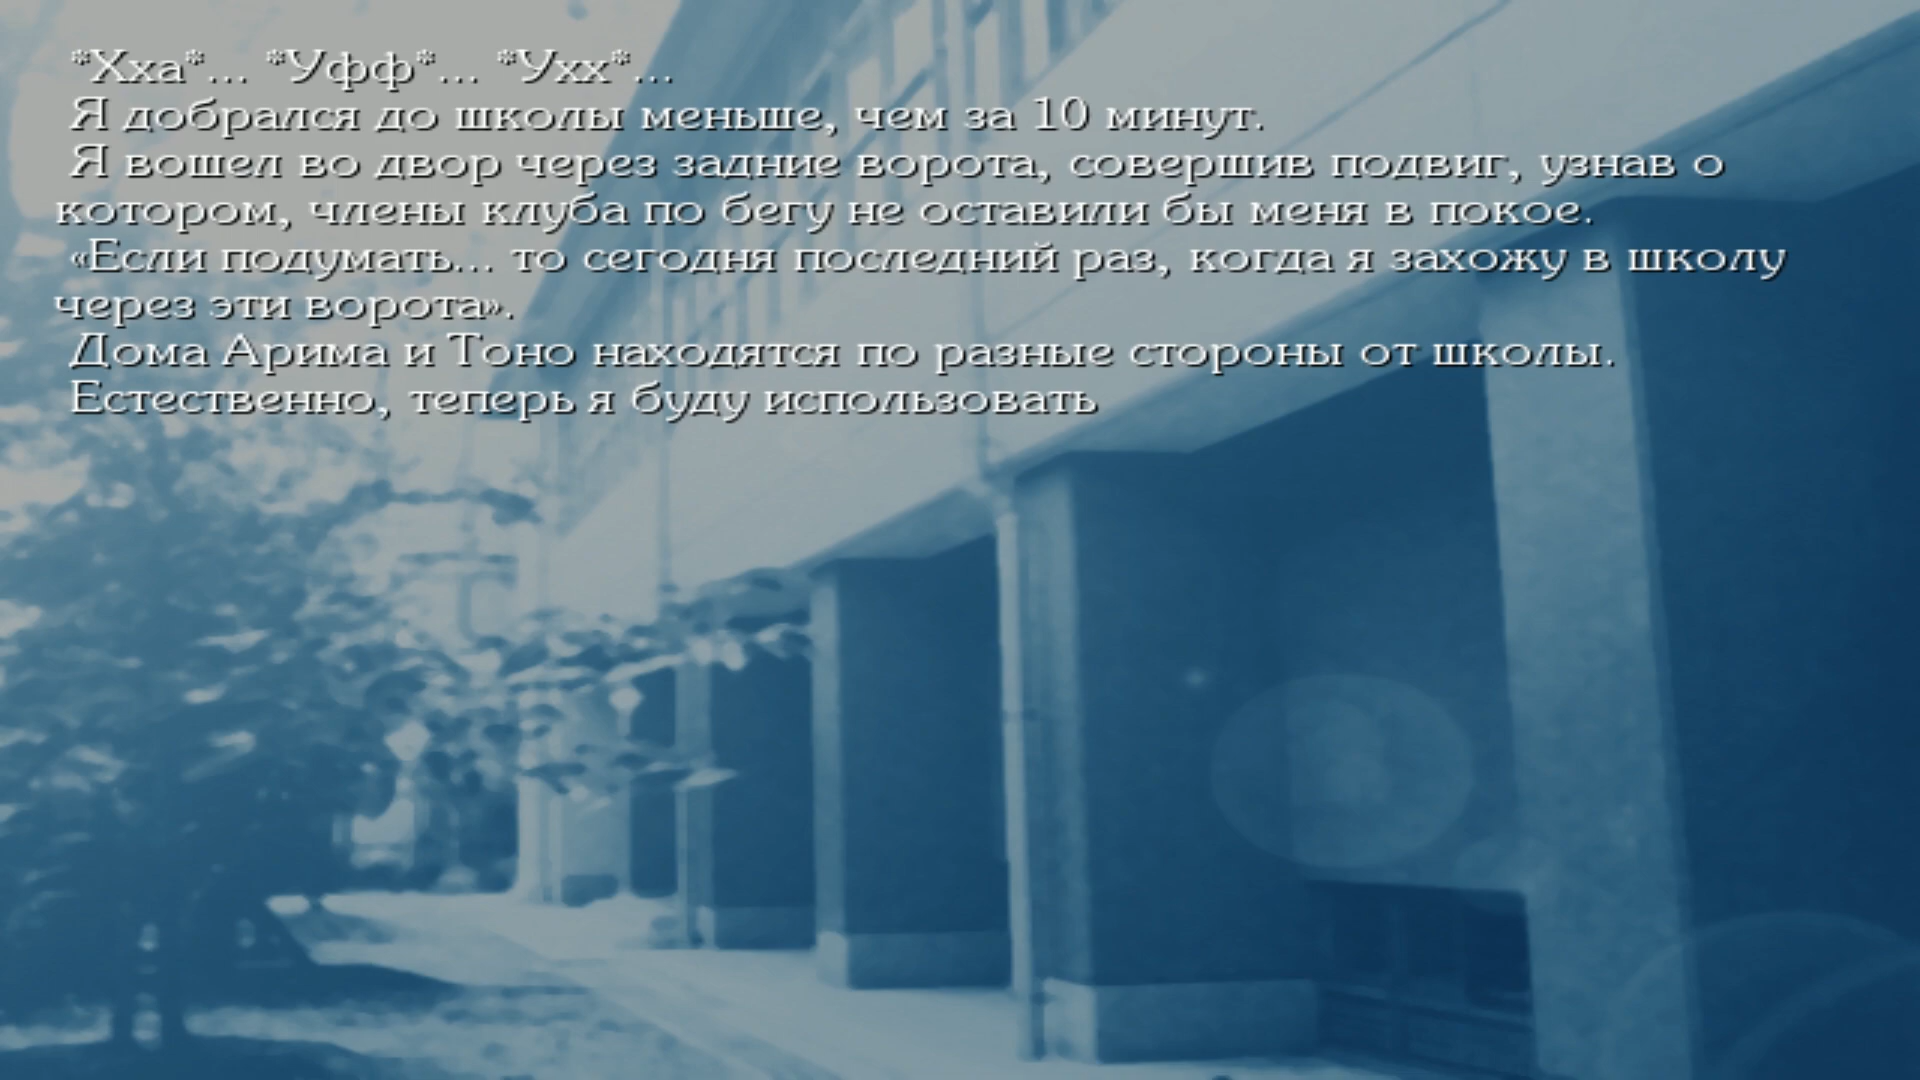 *Хха*... *Уфф*... *Ухх*...
Я добрался до школы меньше, чем за 10 минут.
Я вошел во двор через задние ворота, совершив подвиг, узнав о
котором, члены клуба по бегу не оставили бы меня в покое.
«Если подумать... то сегодня последний раз, когда я захожу в школу
через эти ворота».
Дома Арима и Тоно находятся по разные стороны от школы.
Естественно, теперь я буду использовать